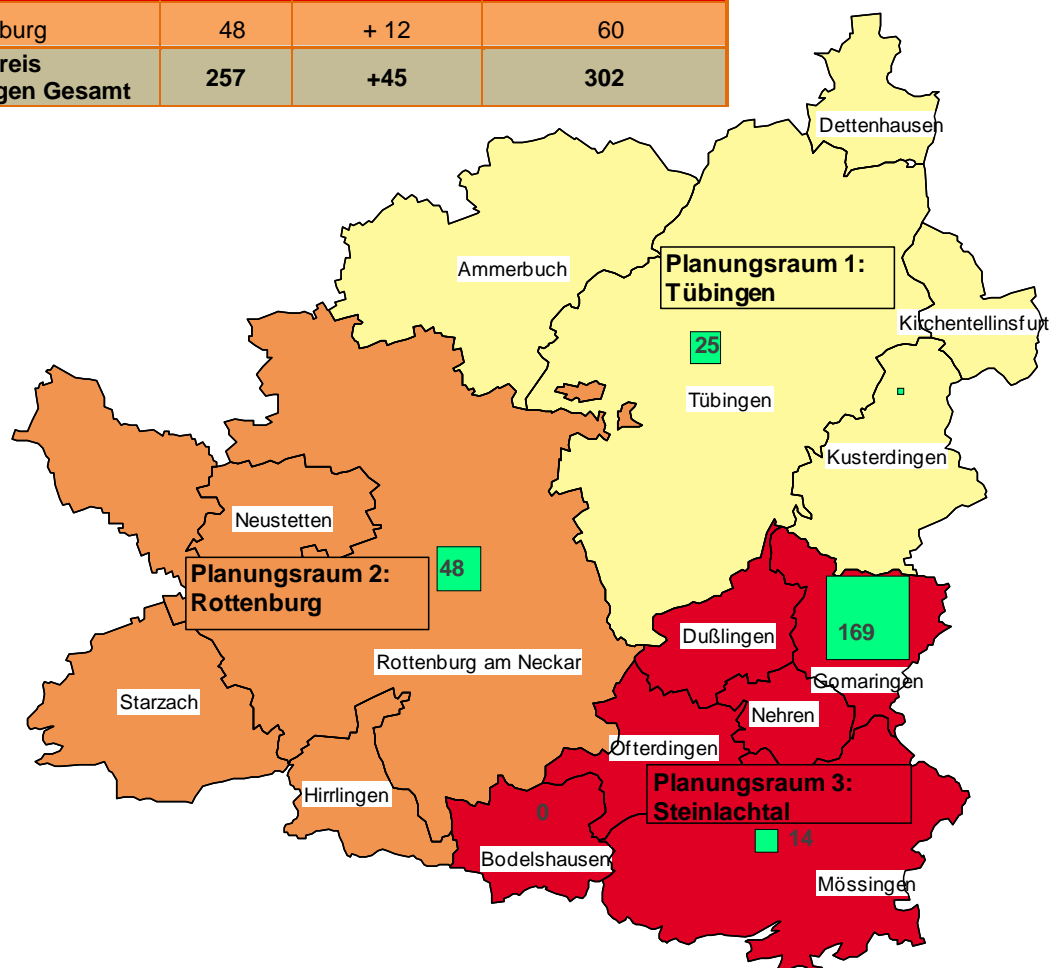 burg 48 + 12 60
reis
gen Gesamt 257 +45 302
Dettenhausen
Ammerbuch
Planungsraum 1:
Tübingen
Kirchentellinsfurt
25
Tübingen
Kusterdingen
Neustetten
48
Planungsraum 2:
Rottenburg
169
Dußlingen
Rottenburg am Neckar
Gomaringen
Starzach
Nehren
Ofterdingen
Planungsraum 3:
Steinlachtal
Hirrlingen
0
14
Bodelshausen
Mössingen